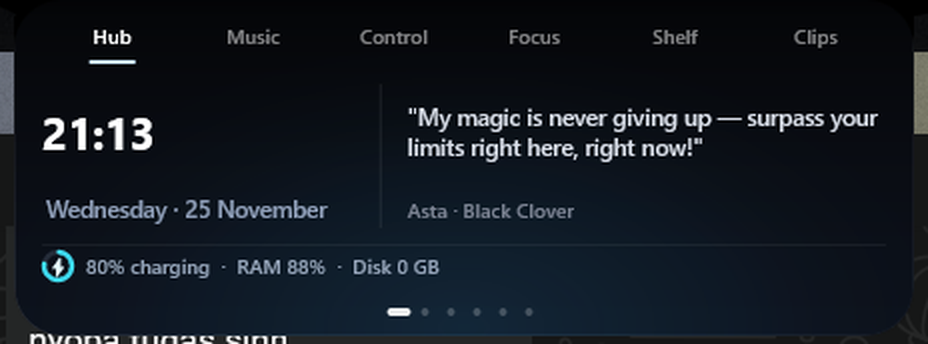 Hub Music Control Focus Shelf Clips
21:13
Wednesday · 25 November
"My magic is never giving up — surpass your
limits right here, right now!"
Asta · Black Clover
80% charging · RAM 88% · Disk 0 GB